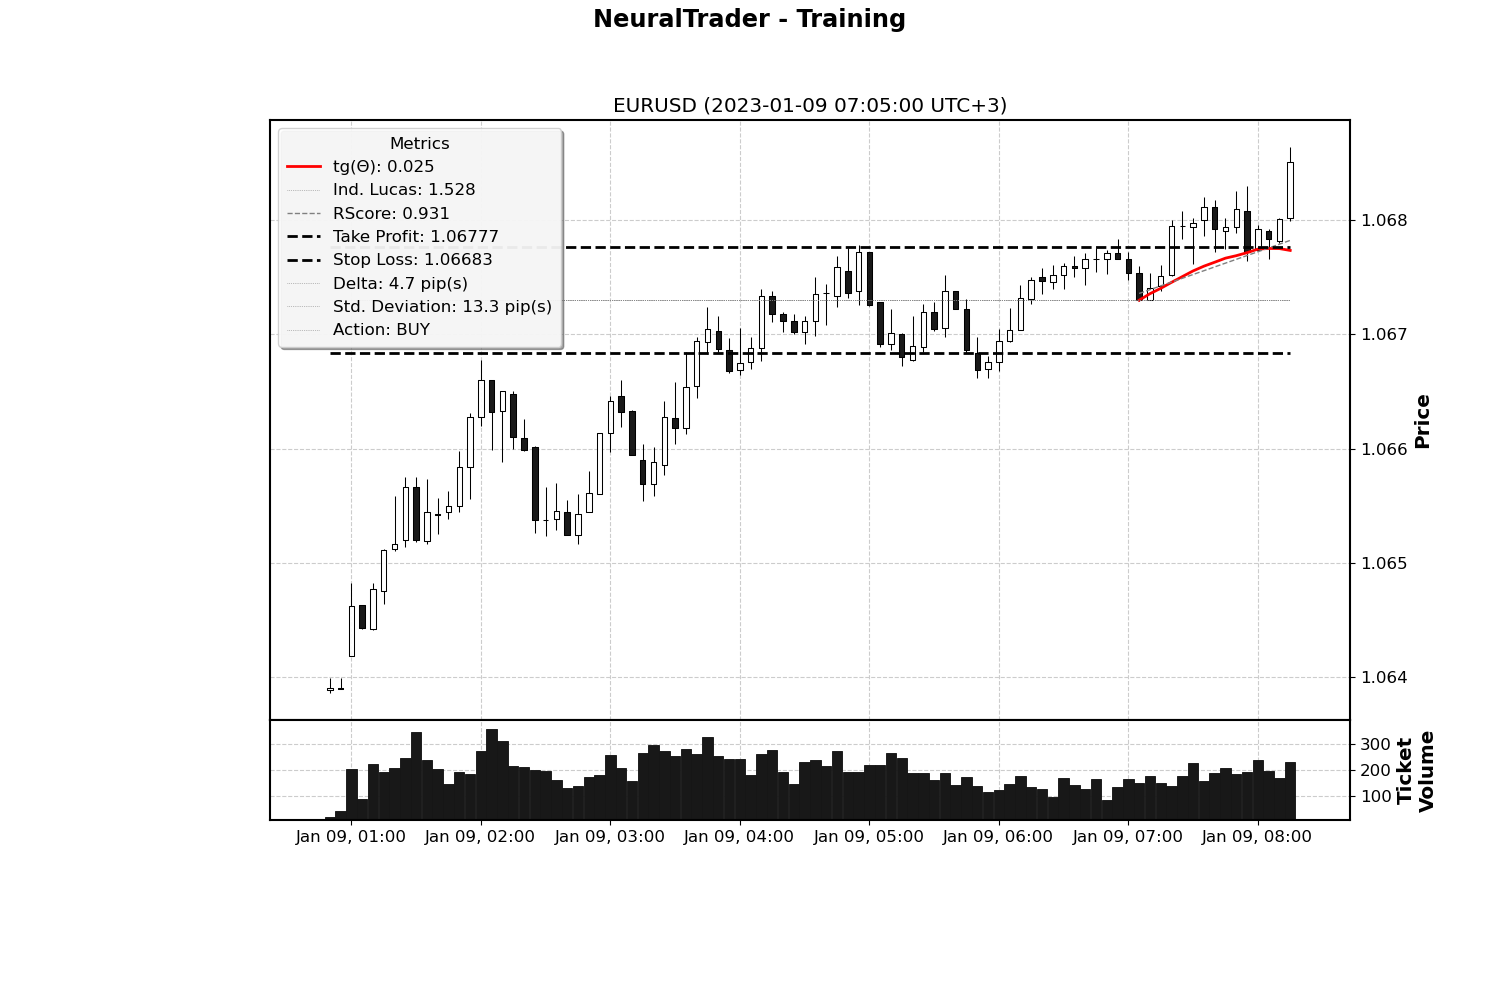 NeuralTrader - Training
EURUSD (2023-01-09 07:05:00 UTC+3)
Metrics
tg(Θ): 0.025
Ind. Lucas: 1.528
RScore: 0.931
Take Profit: 1.06777
Stop Loss: 1.06683
Delta: 4.7 pip(s)
Std. Deviation: 13.3 pip(s)
Action: BUY
1.068
1.067
1.066
1.065
1.064
Price
300
200
100
Ticket
Volume
Jan 09, 01:00
Jan 09, 02:00
Jan 09, 03:00
Jan 09, 04:00
Jan 09, 05:00
Jan 09, 06:00
Jan 09, 07:00
Jan 09, 08:00